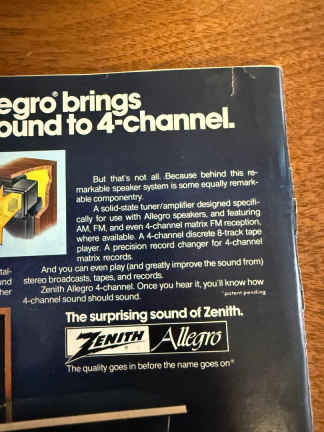 egro® brings
ound to 4-channel.
But that's not all. Because behind this re-
markable speaker system is some equally remark-
able componentry.
A solid-state tuner/amplifier designed specifi-
cally for use with Allegro speakers, and featuring
AM, FM, and even 4-channel matrix FM reception,
where available. A 4-channel discrete 8-track tape
player. A precision record changer for 4-channel
matrix records.
tal- And you can even play (and greatly improve the sound from)
und stereo broadcasts, tapes, and records.
her Zenith Allegro 4-channel. Once you hear it, you'll know how
4-channel sound should sound.
*patent pending
The surprising sound of Zenith.
ZENITH Allegro
The quality goes in before the name goes on®